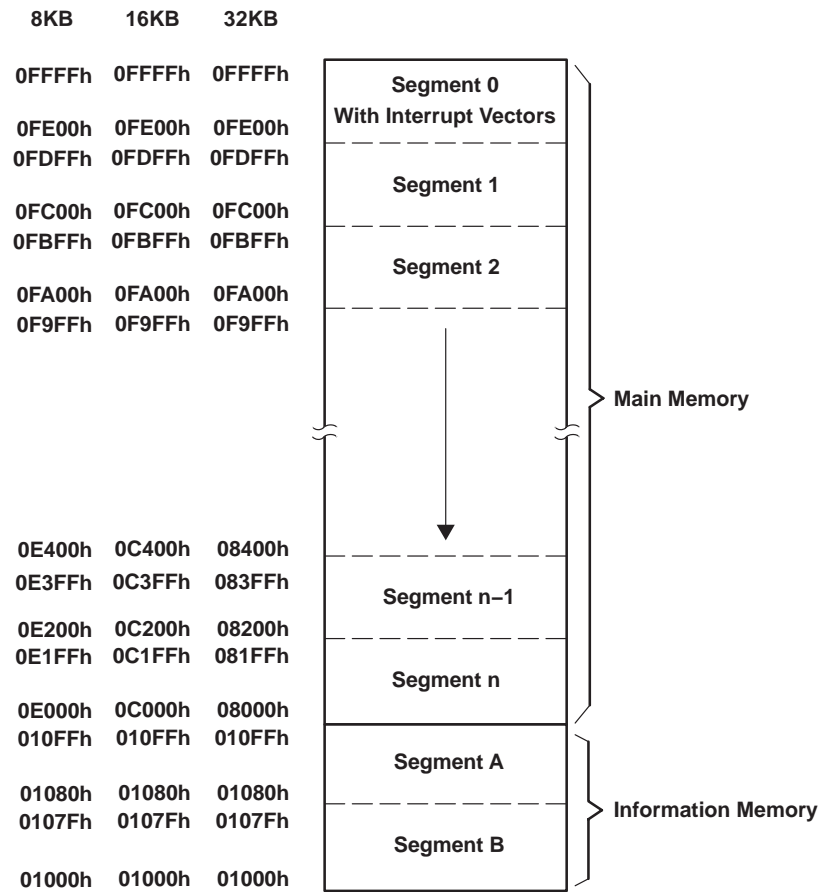 8KB 16KB 32KB
0FFFFh 0FFFFh 0FFFFh
Segment 0
With Interrupt Vectors
0FE00h 0FE00h 0FE00h
0FDFFh 0FDFFh 0FDFFh
Segment 1
0FC00h 0FC00h 0FC00h
0FBFFh 0FBFFh 0FBFFh
Segment 2
0FA00h 0FA00h 0FA00h
0F9FFh 0F9FFh 0F9FFh
Main Memory
0E400h 0C400h 08400h
0E3FFh 0C3FFh 083FFh
Segment n–1
0E200h 0C200h 08200h
0E1FFh 0C1FFh 081FFh
Segment n
0E000h 0C000h 08000h
010FFh 010FFh 010FFh
Segment A
01080h 01080h 01080h
0107Fh 0107Fh 0107Fh
Information Memory
Segment B
01000h 01000h 01000h